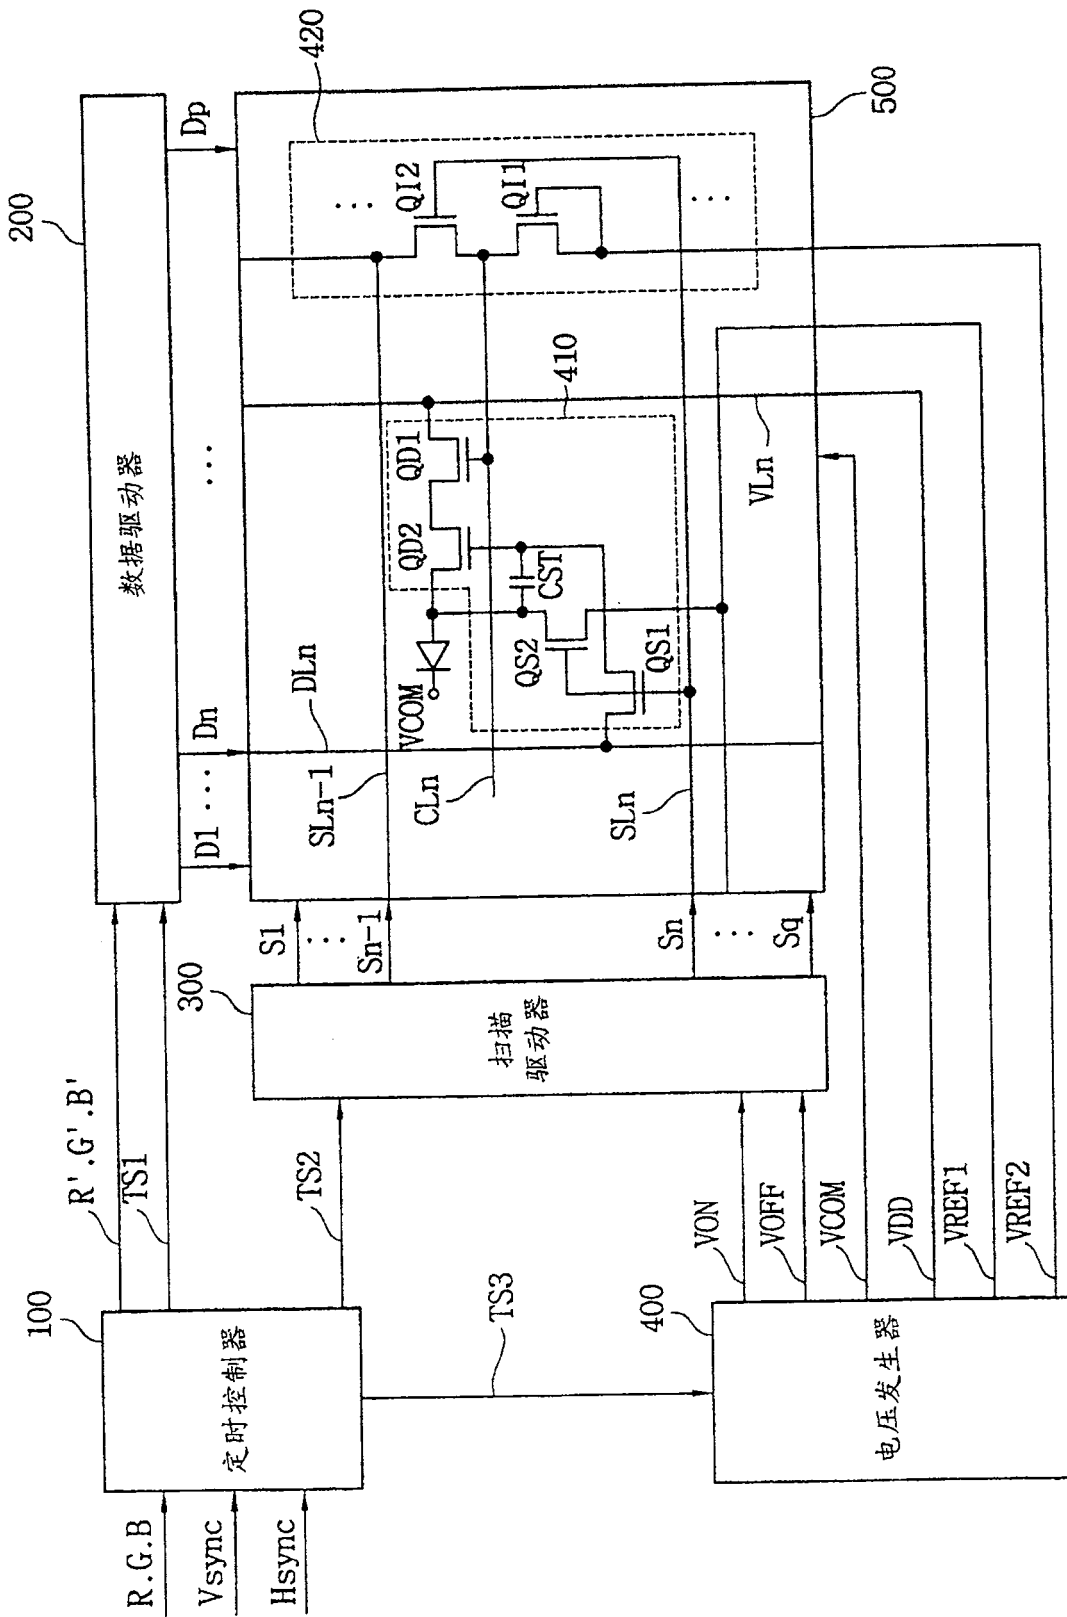 R.G.B
Vsync
Hsync
100
定时控制器
R'.G'.B'
TS1
TS2
TS3
200
数据驱动器
D1
...
Dn
...
Dp
300
扫描
驱动器
S1
...
Sn-1
Sn
...
Sq
400
电压发生器
VON
VOFF
VCOM
VDD
VREF1
VREF2
500
420
...
QI2
QI1
...
410
QD1
QD2
CST
QS2
QS1
VCOM
DLn
SLn-1
CLn
SLn
VLn